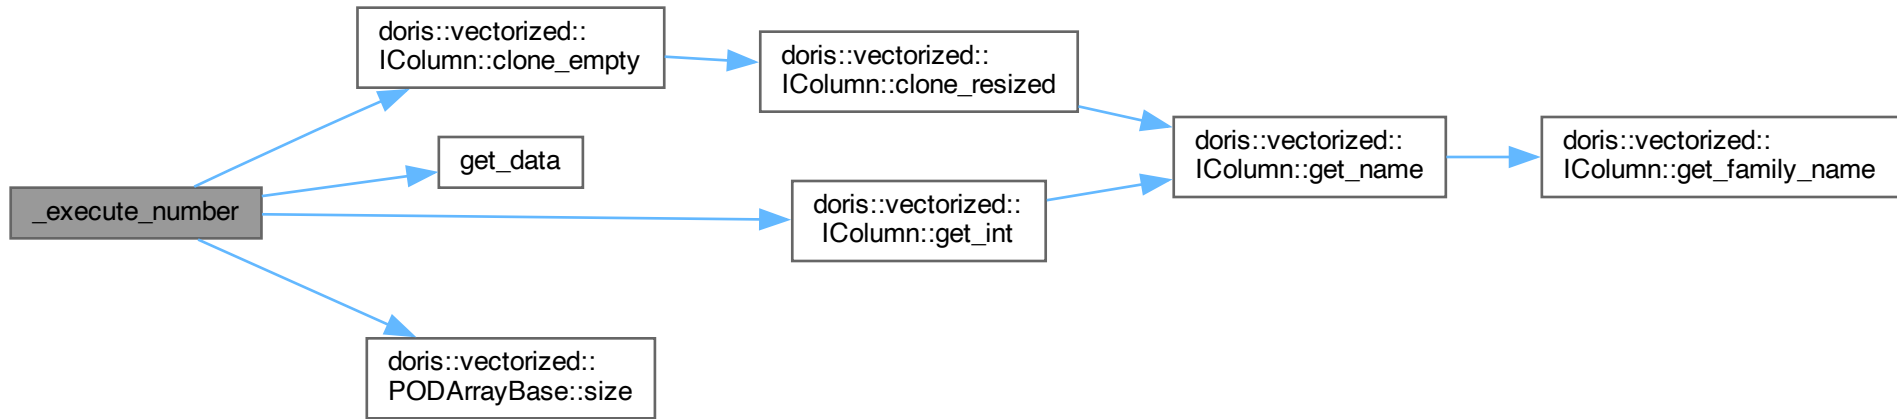 _execute_number
doris::vectorized::
IColumn::clone_empty
get_data
doris::vectorized::
PODArrayBase::size
doris::vectorized::
IColumn::clone_resized
doris::vectorized::
IColumn::get_int
doris::vectorized::
IColumn::get_name
doris::vectorized::
IColumn::get_family_name